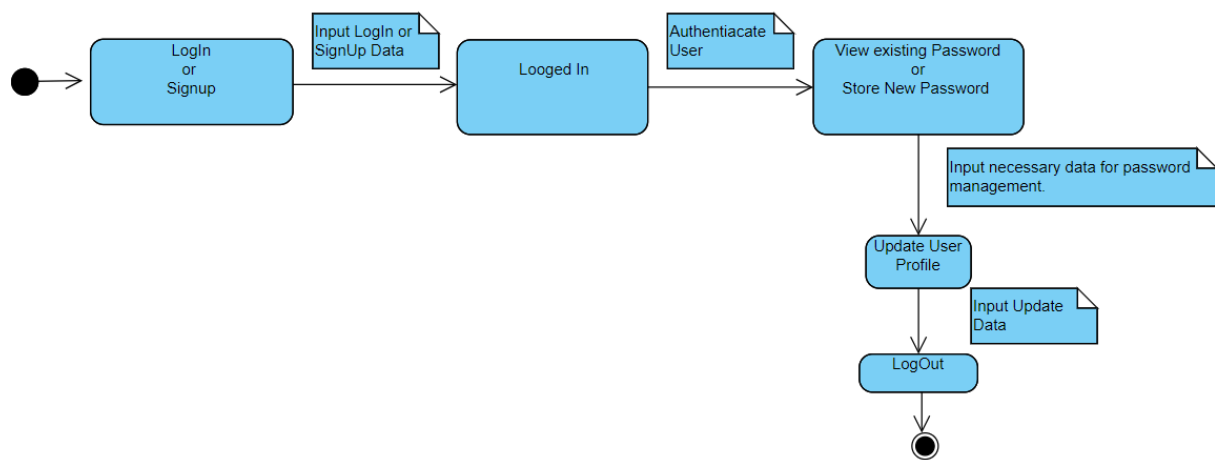 LogIn
or
Signup
Input LogIn or
SignUp Data
Looged In
Authentiacate
User
View existing Password
or
Store New Password
Input necessary data for password
management.
Update User
Profile
Input Update
Data
LogOut